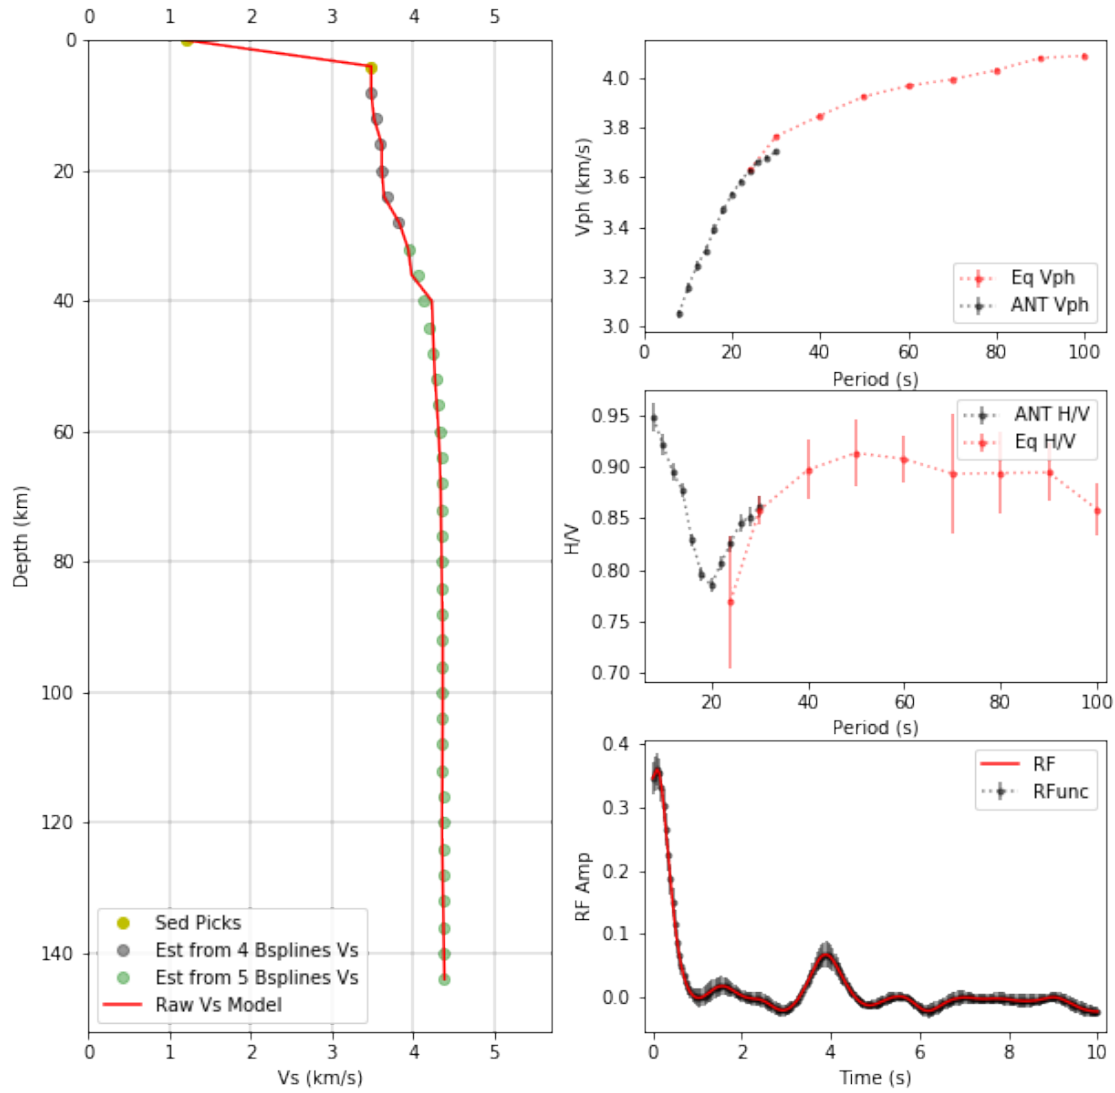 0 1 2 3 4 5
0
20
40
60
80
100
120
140
Depth (km)
Sed Picks
Est from 4 Bsplines Vs
Est from 5 Bsplines Vs
Raw Vs Model
0 1 2 3 4 5
Vs (km/s)
4.0
3.8
3.6
3.4
3.2
3.0
Vph (km/s)
Eq Vph
ANT Vph
0 20 40 60 80 100
Period (s)
0.95
0.90
0.85
0.80
0.75
0.70
H/V
ANT H/V
Eq H/V
20 40 60 80 100
Period (s)
0.4
0.3
0.2
0.1
0.0
RF Amp
RF
RFunc
0 2 4 6 8 10
Time (s)